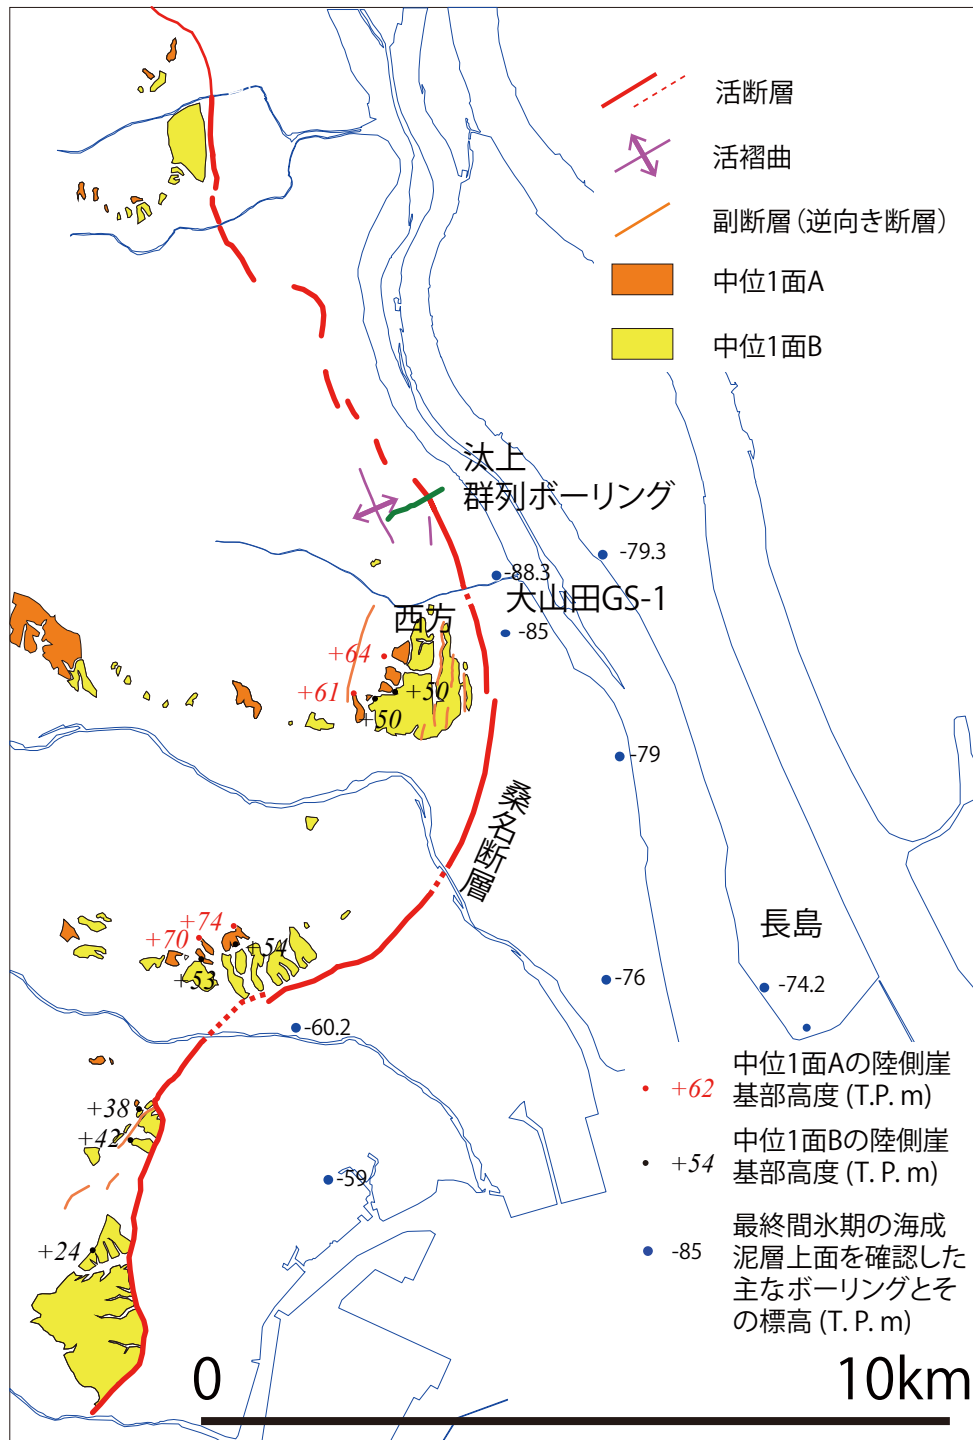 活断層
活褶曲
副断層（逆向き断層）
中位1面A
中位1面B
汰上
群列ボーリング
-79.3
-88.3
大山田GS-1
-85
西方
+64
+61
+50
+50
-79
桑名断層
長島
+74
+70
+54
+53
-76
-74.2
-60.2
+62
中位1面Aの陸側崖
基部高度 (T.P. m)
+38
+42
+54
中位1面Bの陸側崖
基部高度 (T. P. m)
-59
+24
-85
最終間氷期の海成
泥層上面を確認した
主なボーリングとそ
の標高 (T. P. m)
0
10km